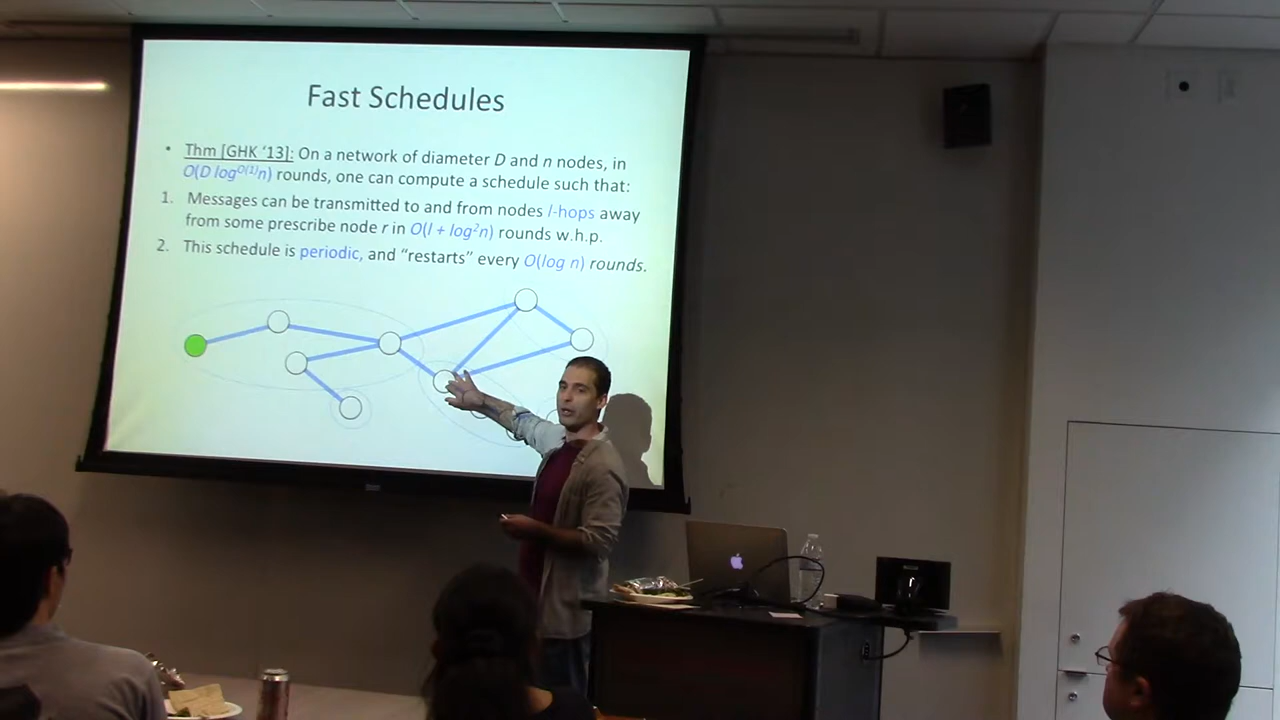 Fast Schedules
• Thm [GHK '13]: On a network of diameter D and n nodes, in
O(D log^O(1) n) rounds, one can compute a schedule such that:
1. Messages can be transmitted to and from nodes l-hops away
from some prescribe node r in O(l + log²n) rounds w.h.p.
2. This schedule is periodic, and “restarts” every O(log n) rounds.